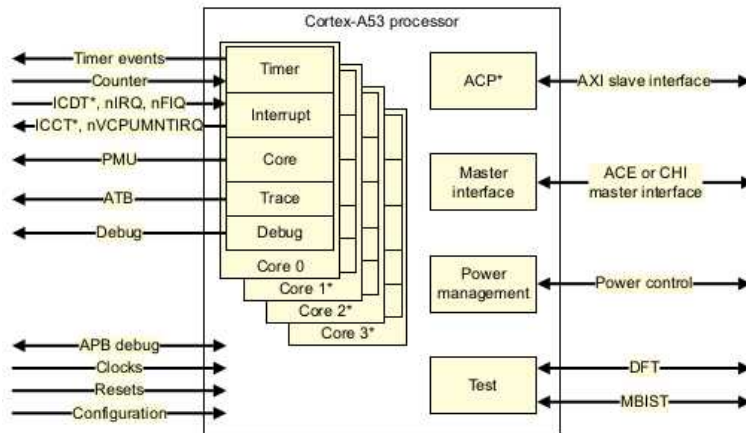 Cortex-A53 processor
Timer events
Counter
ICDT*, nIRQ, nFIQ
ICCT*, nVCPUMNTIRQ
PMU
ATB
Debug
APB debug
Clocks
Resets
Configuration
Timer
Interrupt
Core
Trace
Debug
Core 0
Core 1*
Core 2*
Core 3*
ACP*
Master
interface
Power
management
Test
AXI slave interface
ACE or CHI
master interface
Power control
DFT
MBIST